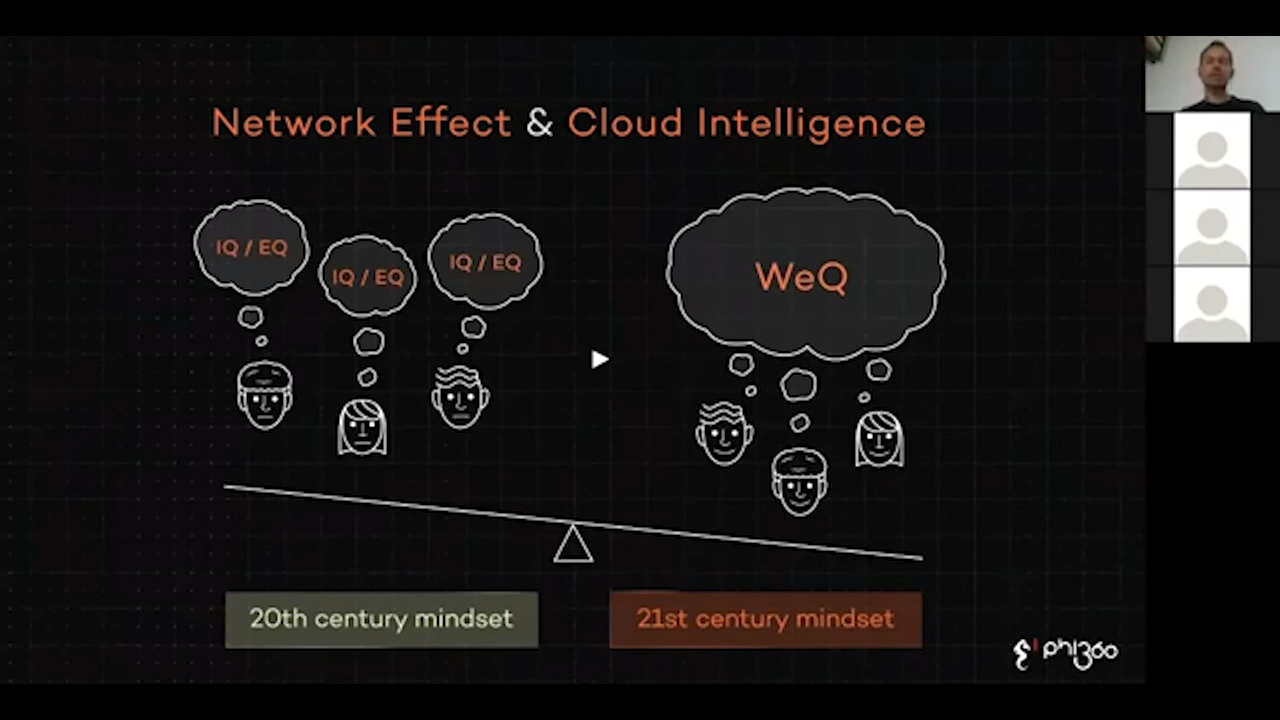 Network Effect & Cloud Intelligence
IQ / EQ
IQ / EQ
IQ / EQ
WeQ
20th century mindset
21st century mindset
phi360